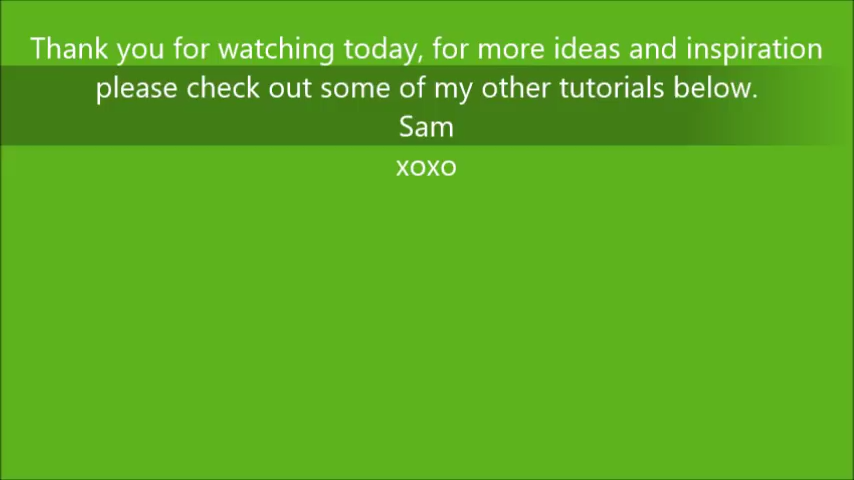 Thank you for watching today, for more ideas and inspiration
please check out some of my other tutorials below.
Sam
xoxo